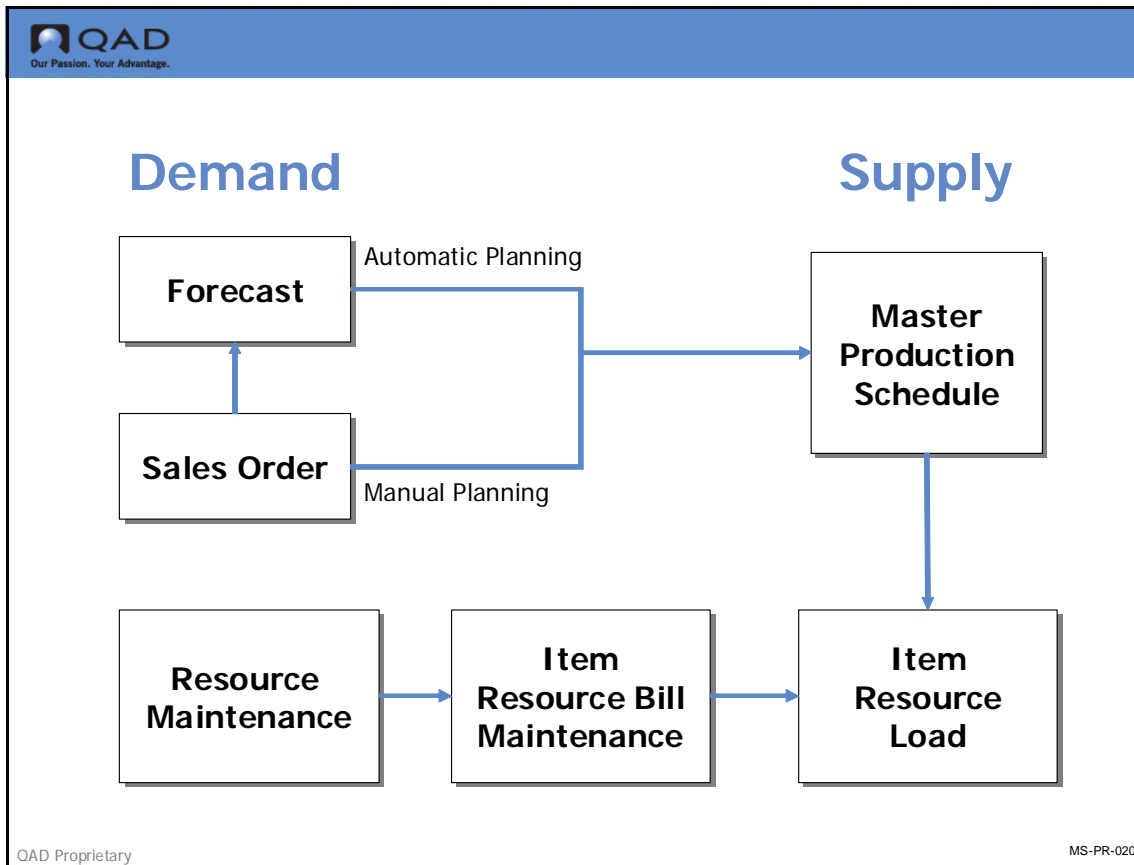 QAD
Our Passion. Your Advantage.
Demand
Supply
Forecast
Automatic Planning
Master
Production
Schedule
Sales Order
Manual Planning
Resource
Maintenance
Item
Resource Bill
Maintenance
Item
Resource
Load
QAD Proprietary
MS-PR-020